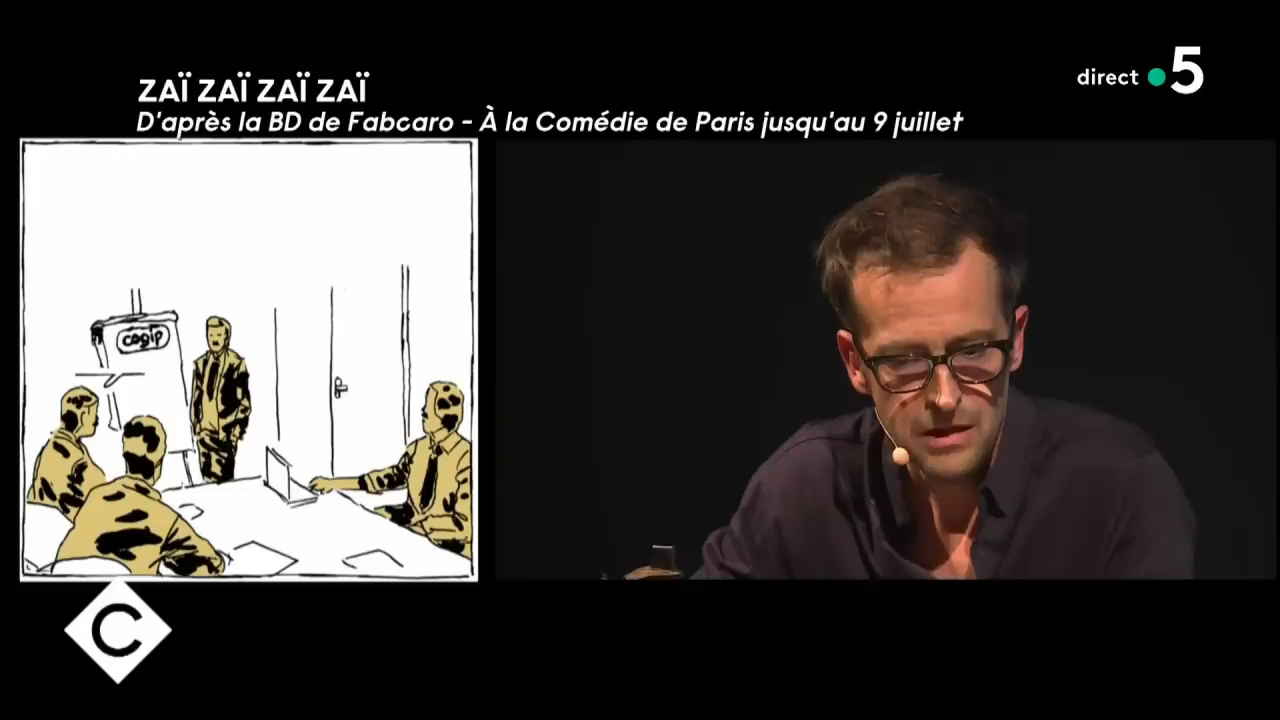 ZAÏ ZAÏ ZAÏ ZAÏ
D'après la BD de Fabcaro - À la Comédie de Paris jusqu'au 9 juillet
direct 5
cogip
C